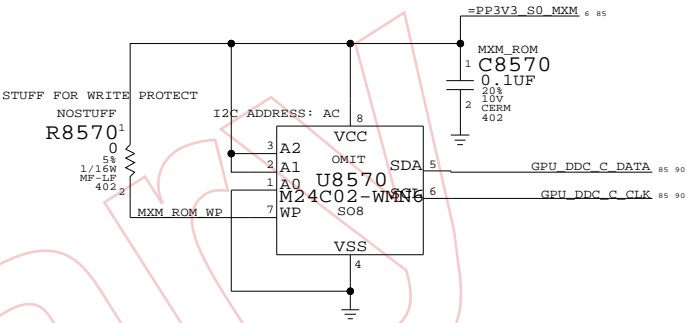 =PP3V3_S0_MXM 6 85
MXM_ROM
1 C8570
0.1UF
20%
10V
2 CERM
402
STUFF FOR WRITE PROTECT
NOSTUFF
R8570 1
0
5%
1/16W
MF-LF
402 2
I2C ADDRESS: AC
8
VCC
OMIT
3 A2
2 A1
1 A0
7 WP
U8570
M24C02-WMN6
SO8
SDA 5
SCL 6
GPU_DDC_C_DATA 85 90
GPU_DDC_C_CLK 85 90
MXM_ROM_WP
VSS
4